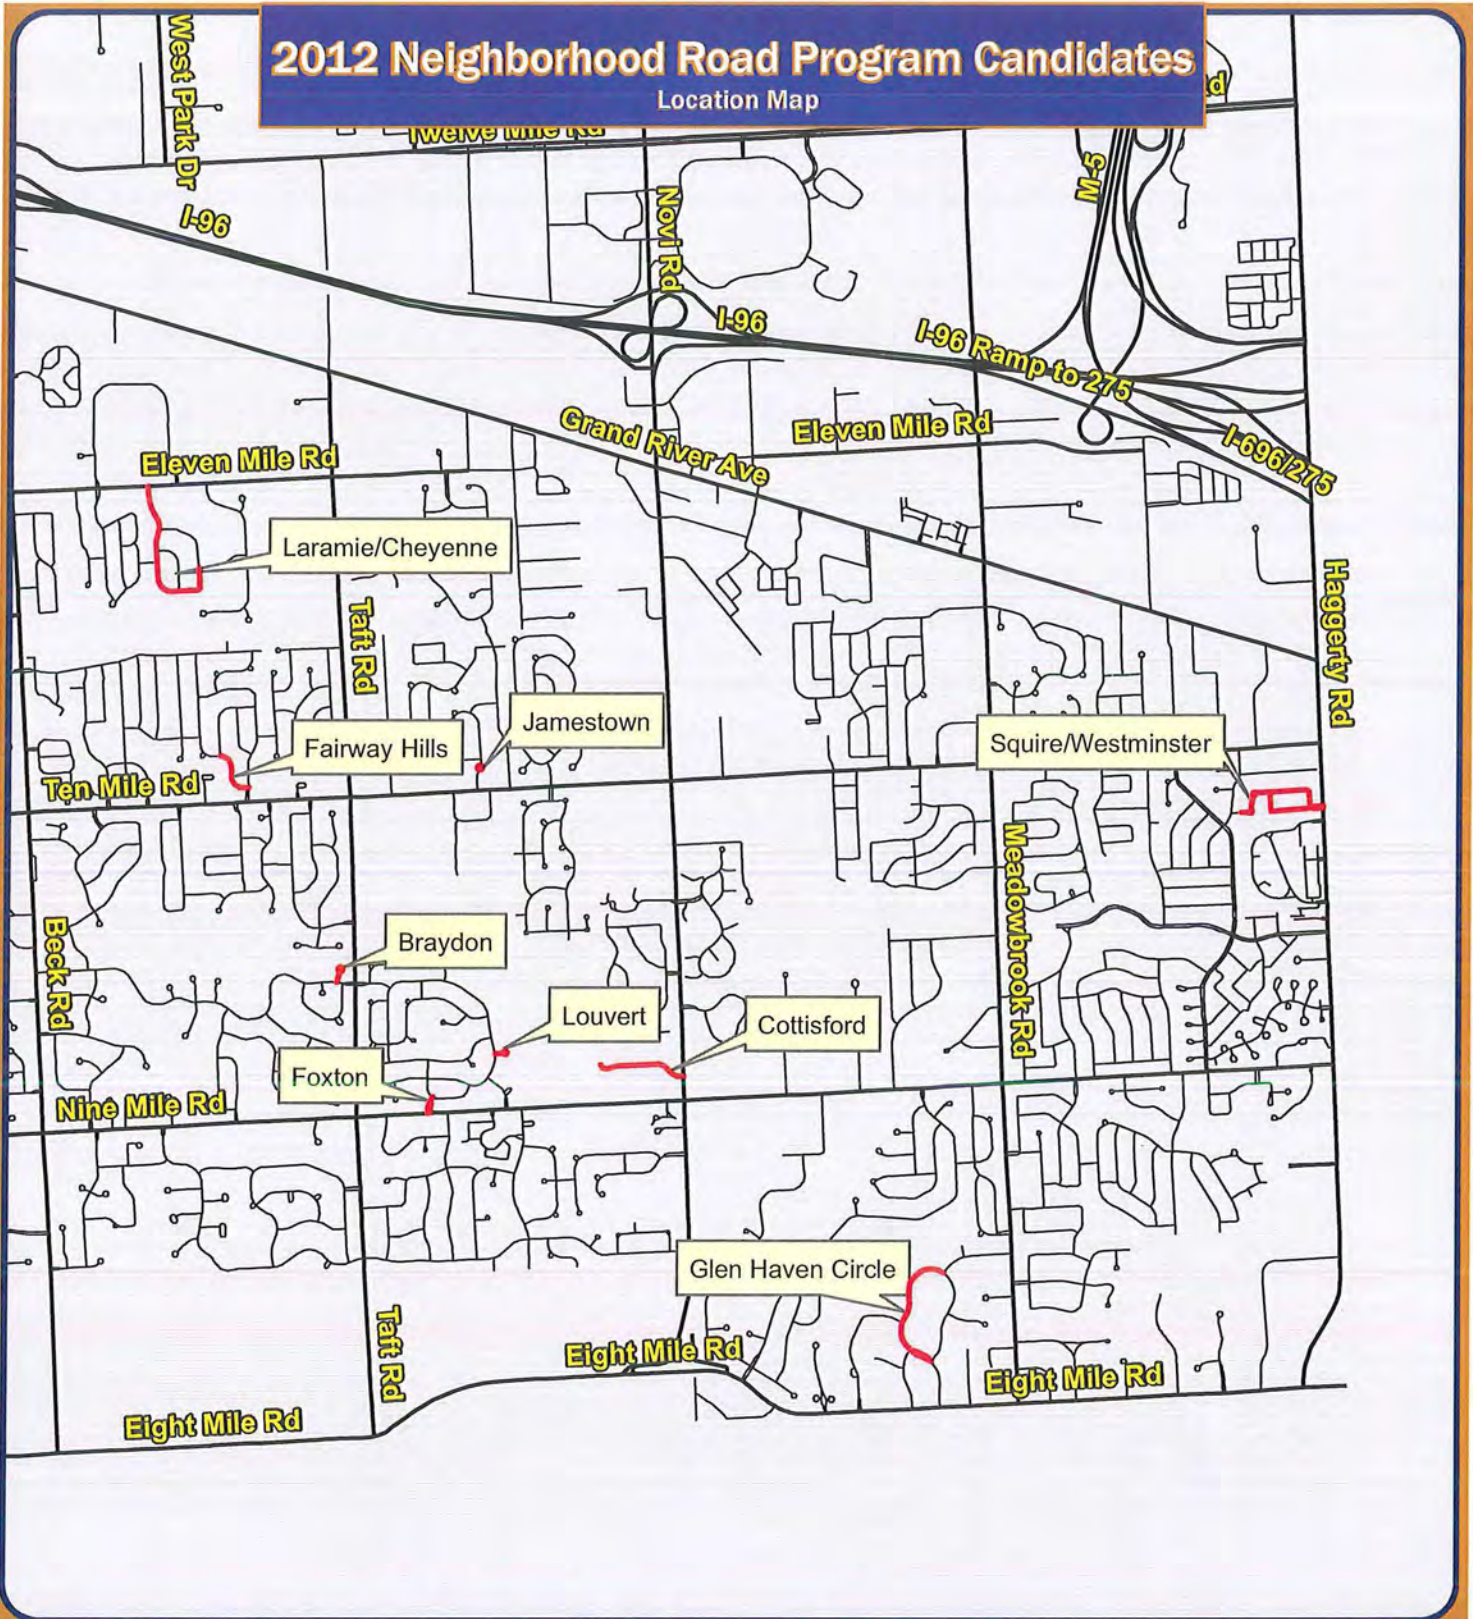 2012 Neighborhood Road Program Candidates
Location Map
West Park Dr
Twelve Mile Rd
M-5
I-96
Novi Rd
I-96
I-96 Ramp to 275
Grand River Ave
Eleven Mile Rd
Eleven Mile Rd
I-696/275
Laramie/Cheyenne
Haggerty Rd
Taft Rd
Jamestown
Fairway Hills
Squire/Westminster
Ten Mile Rd
Meadowbrook Rd
Beck Rd
Braydon
Louvert
Cottisford
Foxton
Nine Mile Rd
Glen Haven Circle
Taft Rd
Eight Mile Rd
Eight Mile Rd
Eight Mile Rd